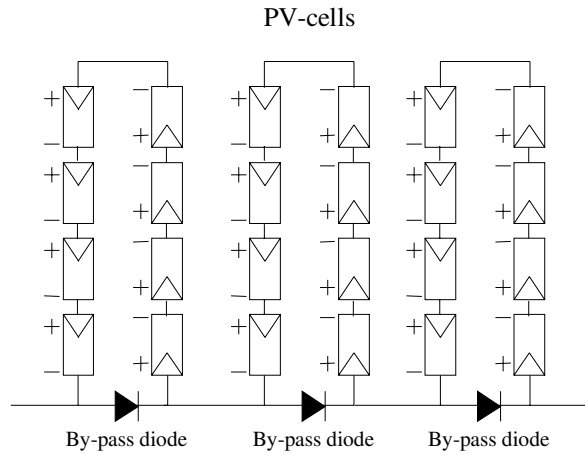 PV-cells
+ − + − + −
− + − + − +
+ − + − + −
− + − + − +
+ − + − + −
− + − + − +
+ − + − + −
− + − + − +
By-pass diode By-pass diode By-pass diode